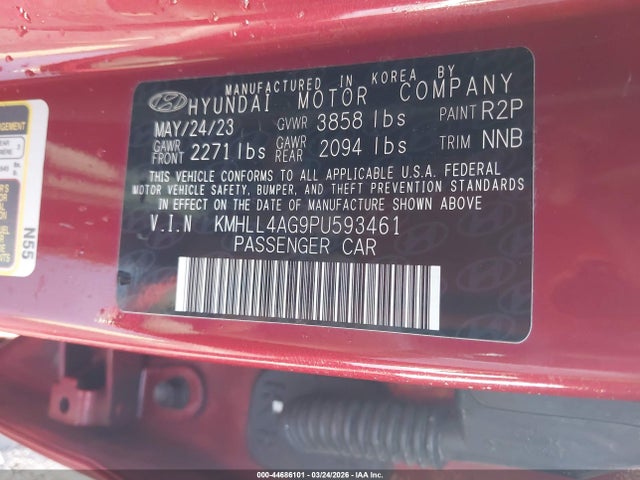 MANUFACTURED IN KOREA BY
HYUNDAI MOTOR COMPANY
MAY/24/23 GVWR 3858 lbs PAINT R2P
GAWR FRONT 2271 lbs GAWR REAR 2094 lbs TRIM NNB
THIS VEHICLE CONFORMS TO ALL APPLICABLE U.S.A. FEDERAL
MOTOR VEHICLE SAFETY, BUMPER, AND THEFT PREVENTION STANDARDS
IN EFFECT ON THE DATE OF MANUFACTURE SHOWN ABOVE
V.I.N KMHLL4AG9PU593461
PASSENGER CAR
N55
000-44686101 - 03/24/2026 - IAA, Inc.